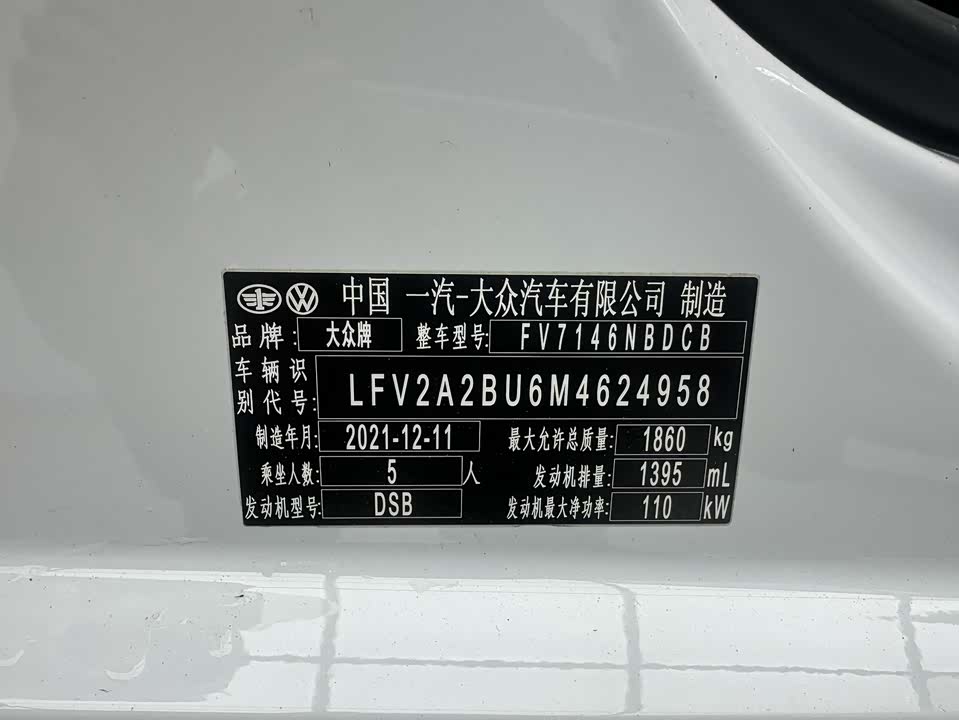 中国 一汽-大众汽车有限公司 制造
品牌: 大众牌 整车型号: FV7146NBDCB
车辆识别代号: LFV2A2BU6M4624958
制造年月: 2021-12-11 最大允许总质量: 1860 kg
乘坐人数: 5 人 发动机排量: 1395 mL
发动机型号: DSB 发动机最大净功率: 110 kW